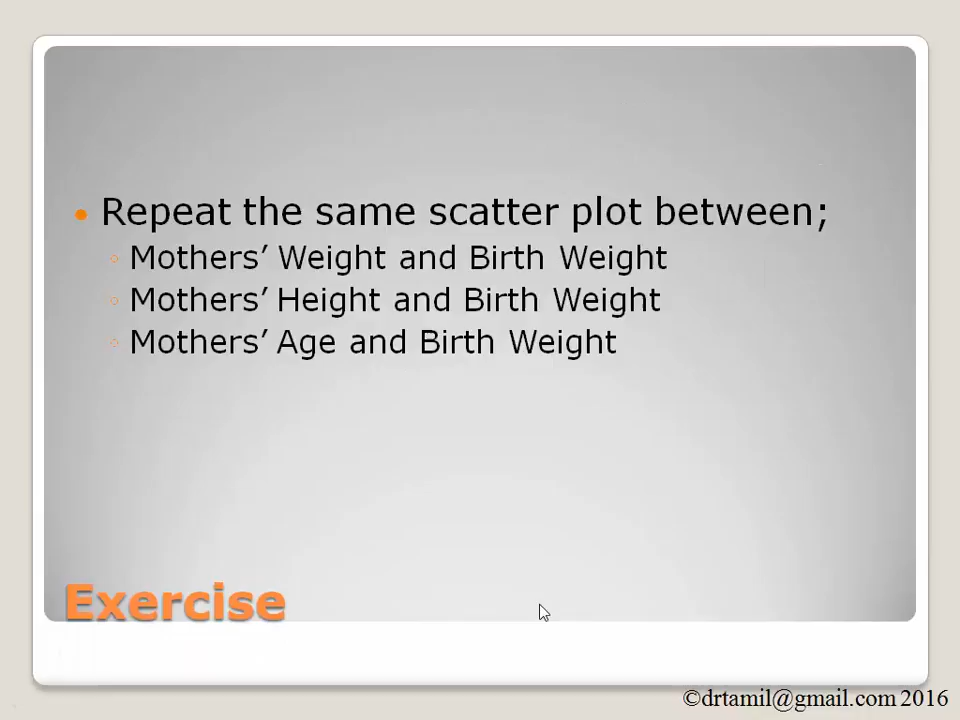 Repeat the same scatter plot between;
Mothers’ Weight and Birth Weight
Mothers’ Height and Birth Weight
Mothers’ Age and Birth Weight
Exercise
©drtamil@gmail.com 2016